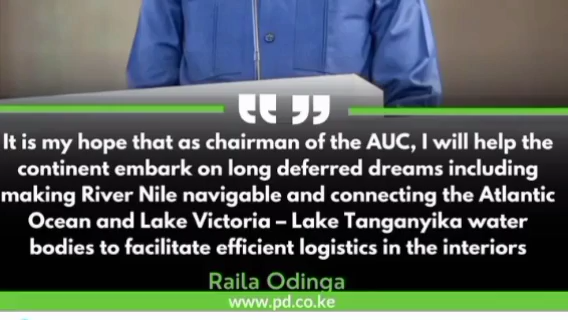 It is my hope that as chairman of the AUC, I will help the
continent embark on long deferred dreams including
making River Nile navigable and connecting the Atlantic
Ocean and Lake Victoria – Lake Tanganyika water
bodies to facilitate efficient logistics in the interiors
Raila Odinga
www.pd.co.ke